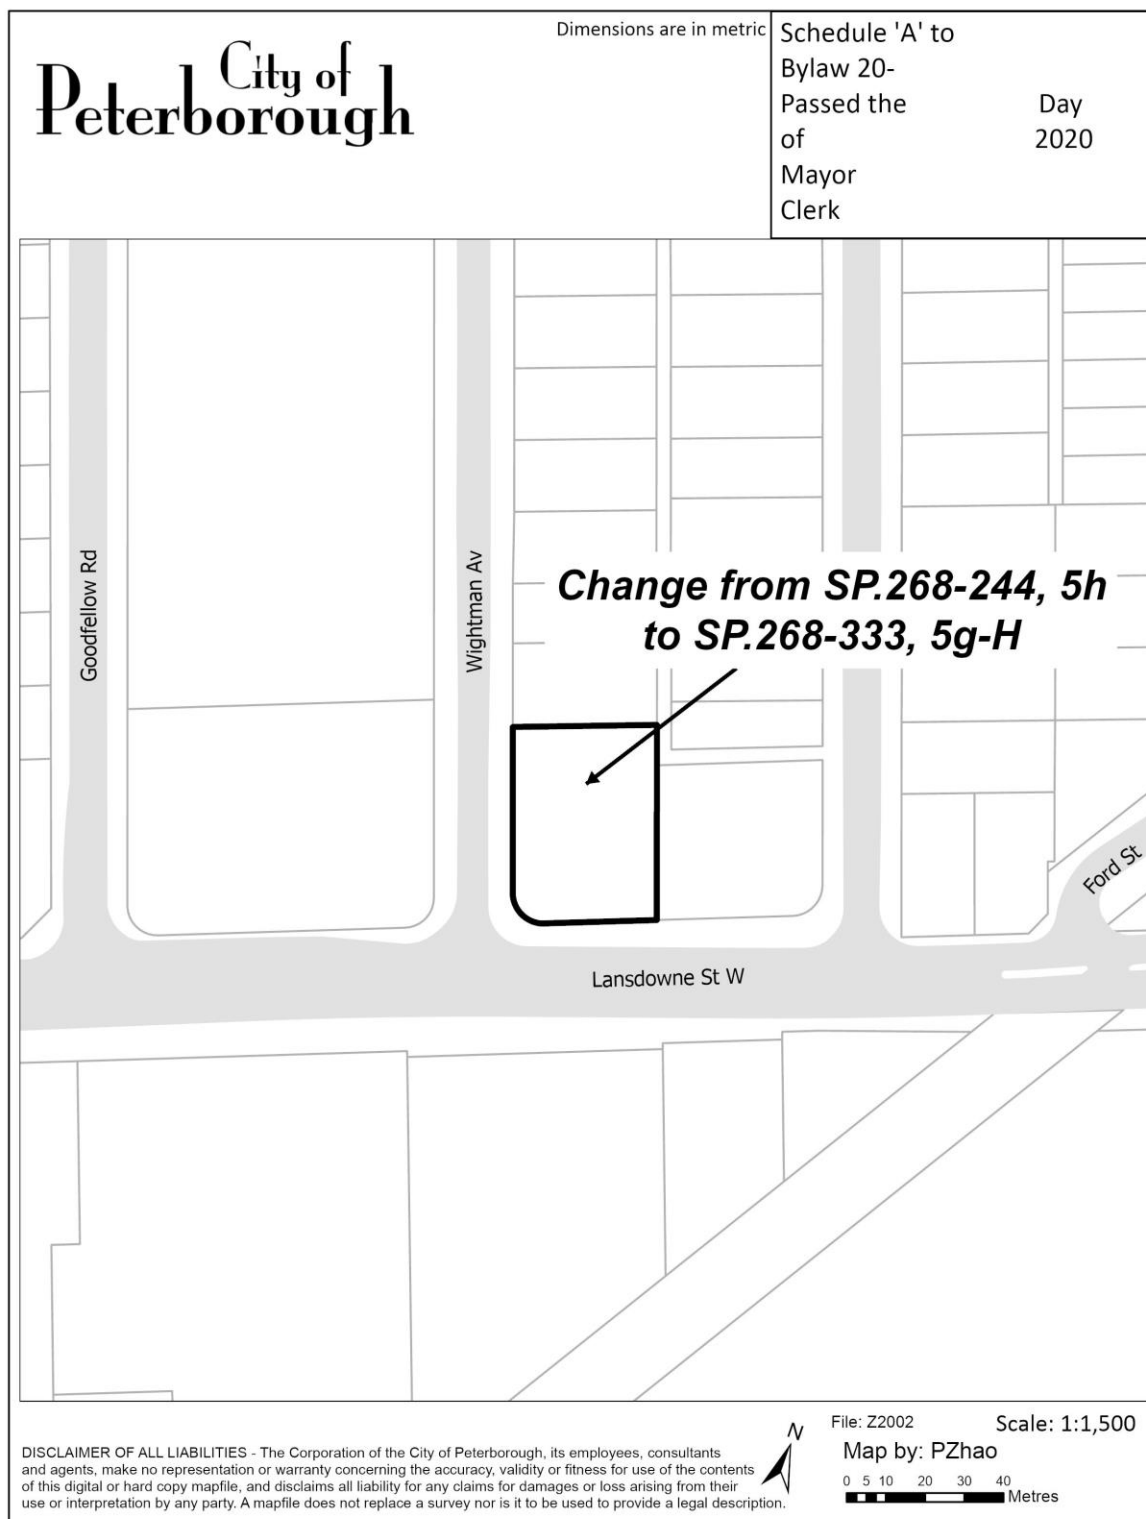 City of
Peterborough
Dimensions are in metric
Schedule 'A' to
Bylaw 20-
Passed the Day
of 2020
Mayor
Clerk
Goodfellow Rd
Wightman Av
Change from SP.268-244, 5h
to SP.268-333, 5g-H
Ford St
Lansdowne St W
DISCLAIMER OF ALL LIABILITIES - The Corporation of the City of Peterborough, its employees, consultants
and agents, make no representation or warranty concerning the accuracy, validity or fitness for use of the contents
of this digital or hard copy mapfile, and disclaims all liability for any claims for damages or loss arising from their
use or interpretation by any party. A mapfile does not replace a survey nor is it to be used to provide a legal description.
N
File: Z2002 Scale: 1:1,500
Map by: PZhao
0 5 10 20 30 40
Metres